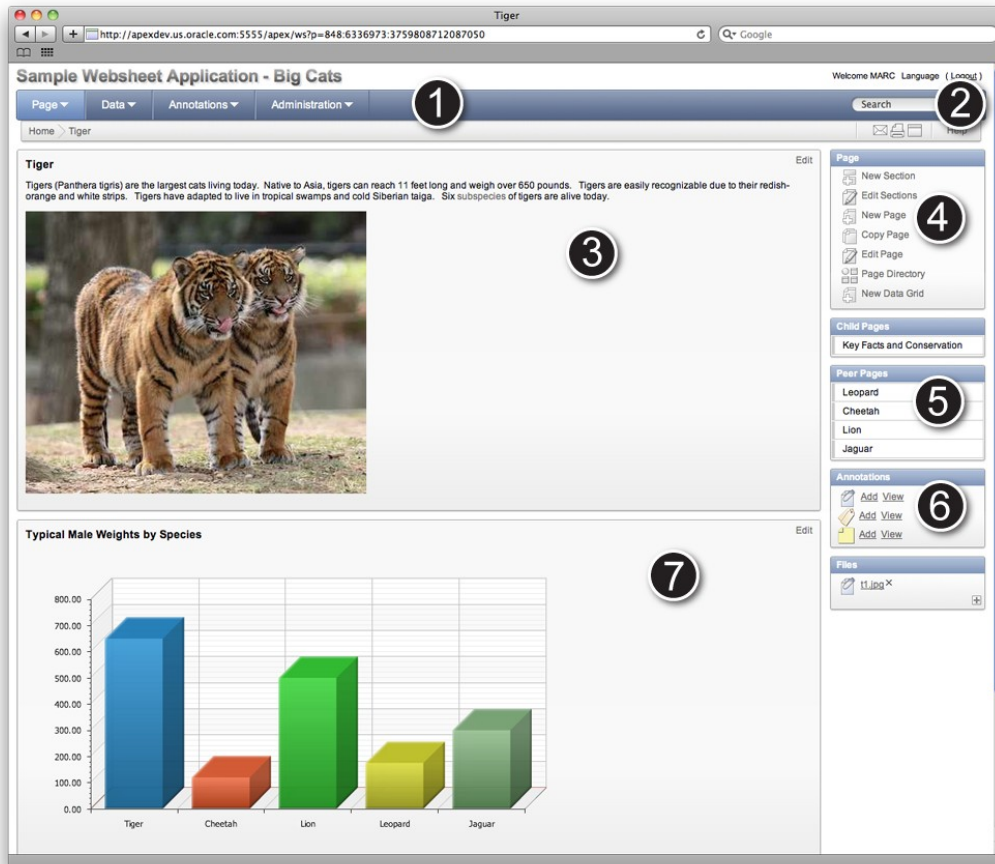 Tiger
http://apexdev.us.oracle.com:5555/apex/ws?p=848:6336973:3759808712087050
Google
Sample Websheet Application - Big Cats
Welcome MARC Language ( Logout )
Page Data Annotations Administration
1
Search
2
Home Tiger
Help
Tiger
Edit
Tigers (Panthera tigris) are the largest cats living today. Native to Asia, tigers can reach 11 feet long and weigh over 650 pounds. Tigers are easily recognizable due to their redish-
orange and white strips. Tigers have adapted to live in tropical swamps and cold Siberian taiga. Six subspecies of tigers are alive today.
3
Page
New Section
Edit Sections
New Page
Copy Page
Edit Page
Page Directory
New Data Grid
4
Child Pages
Key Facts and Conservation
Peer Pages
Leopard
Cheetah
Lion
Jaguar
5
Annotations
Add View
Add View
Add View
6
Files
t1.jpg
Typical Male Weights by Species
Edit
7
800.00
700.00
600.00
500.00
400.00
300.00
200.00
100.00
0.00
Tiger Cheetah Lion Leopard Jaguar